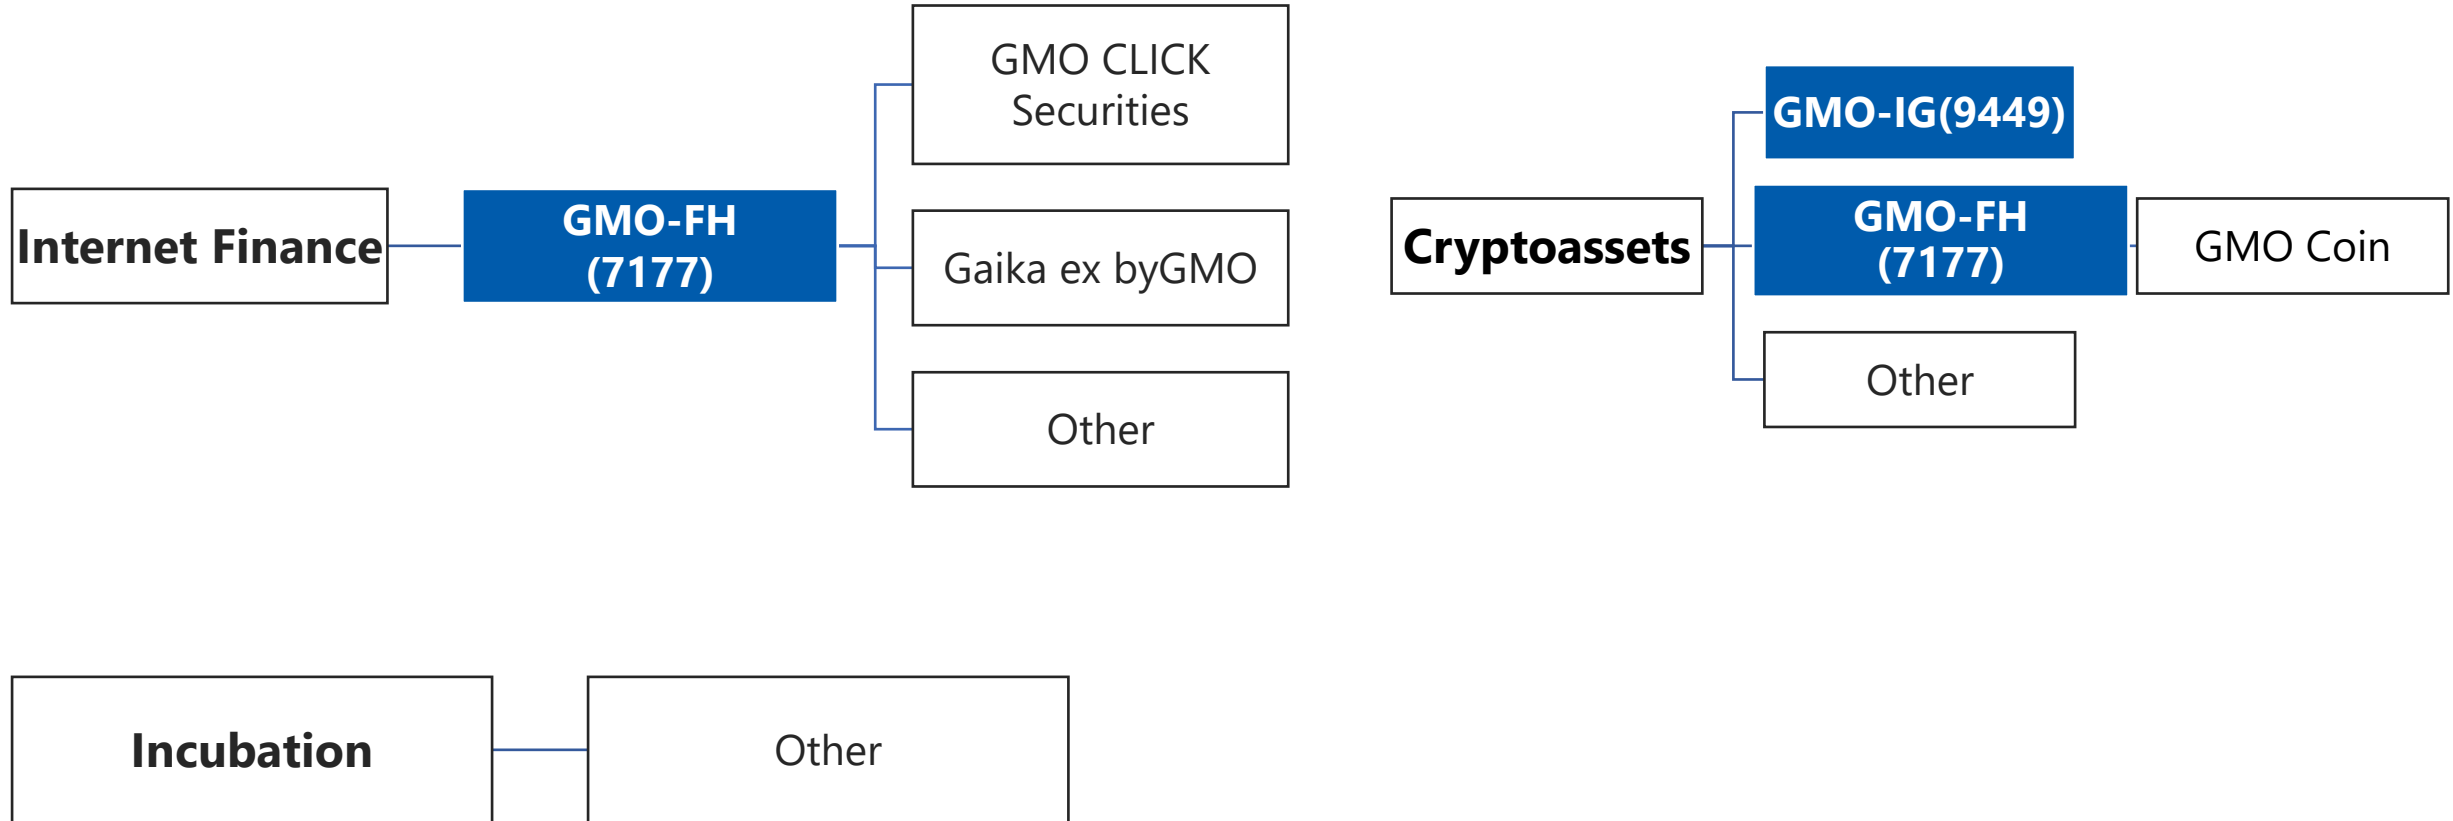 Internet Finance
GMO-FH
(7177)
GMO CLICK
Securities
Gaika ex byGMO
Other
Cryptoassets
GMO-IG(9449)
GMO-FH
(7177)
GMO Coin
Other
Incubation
Other